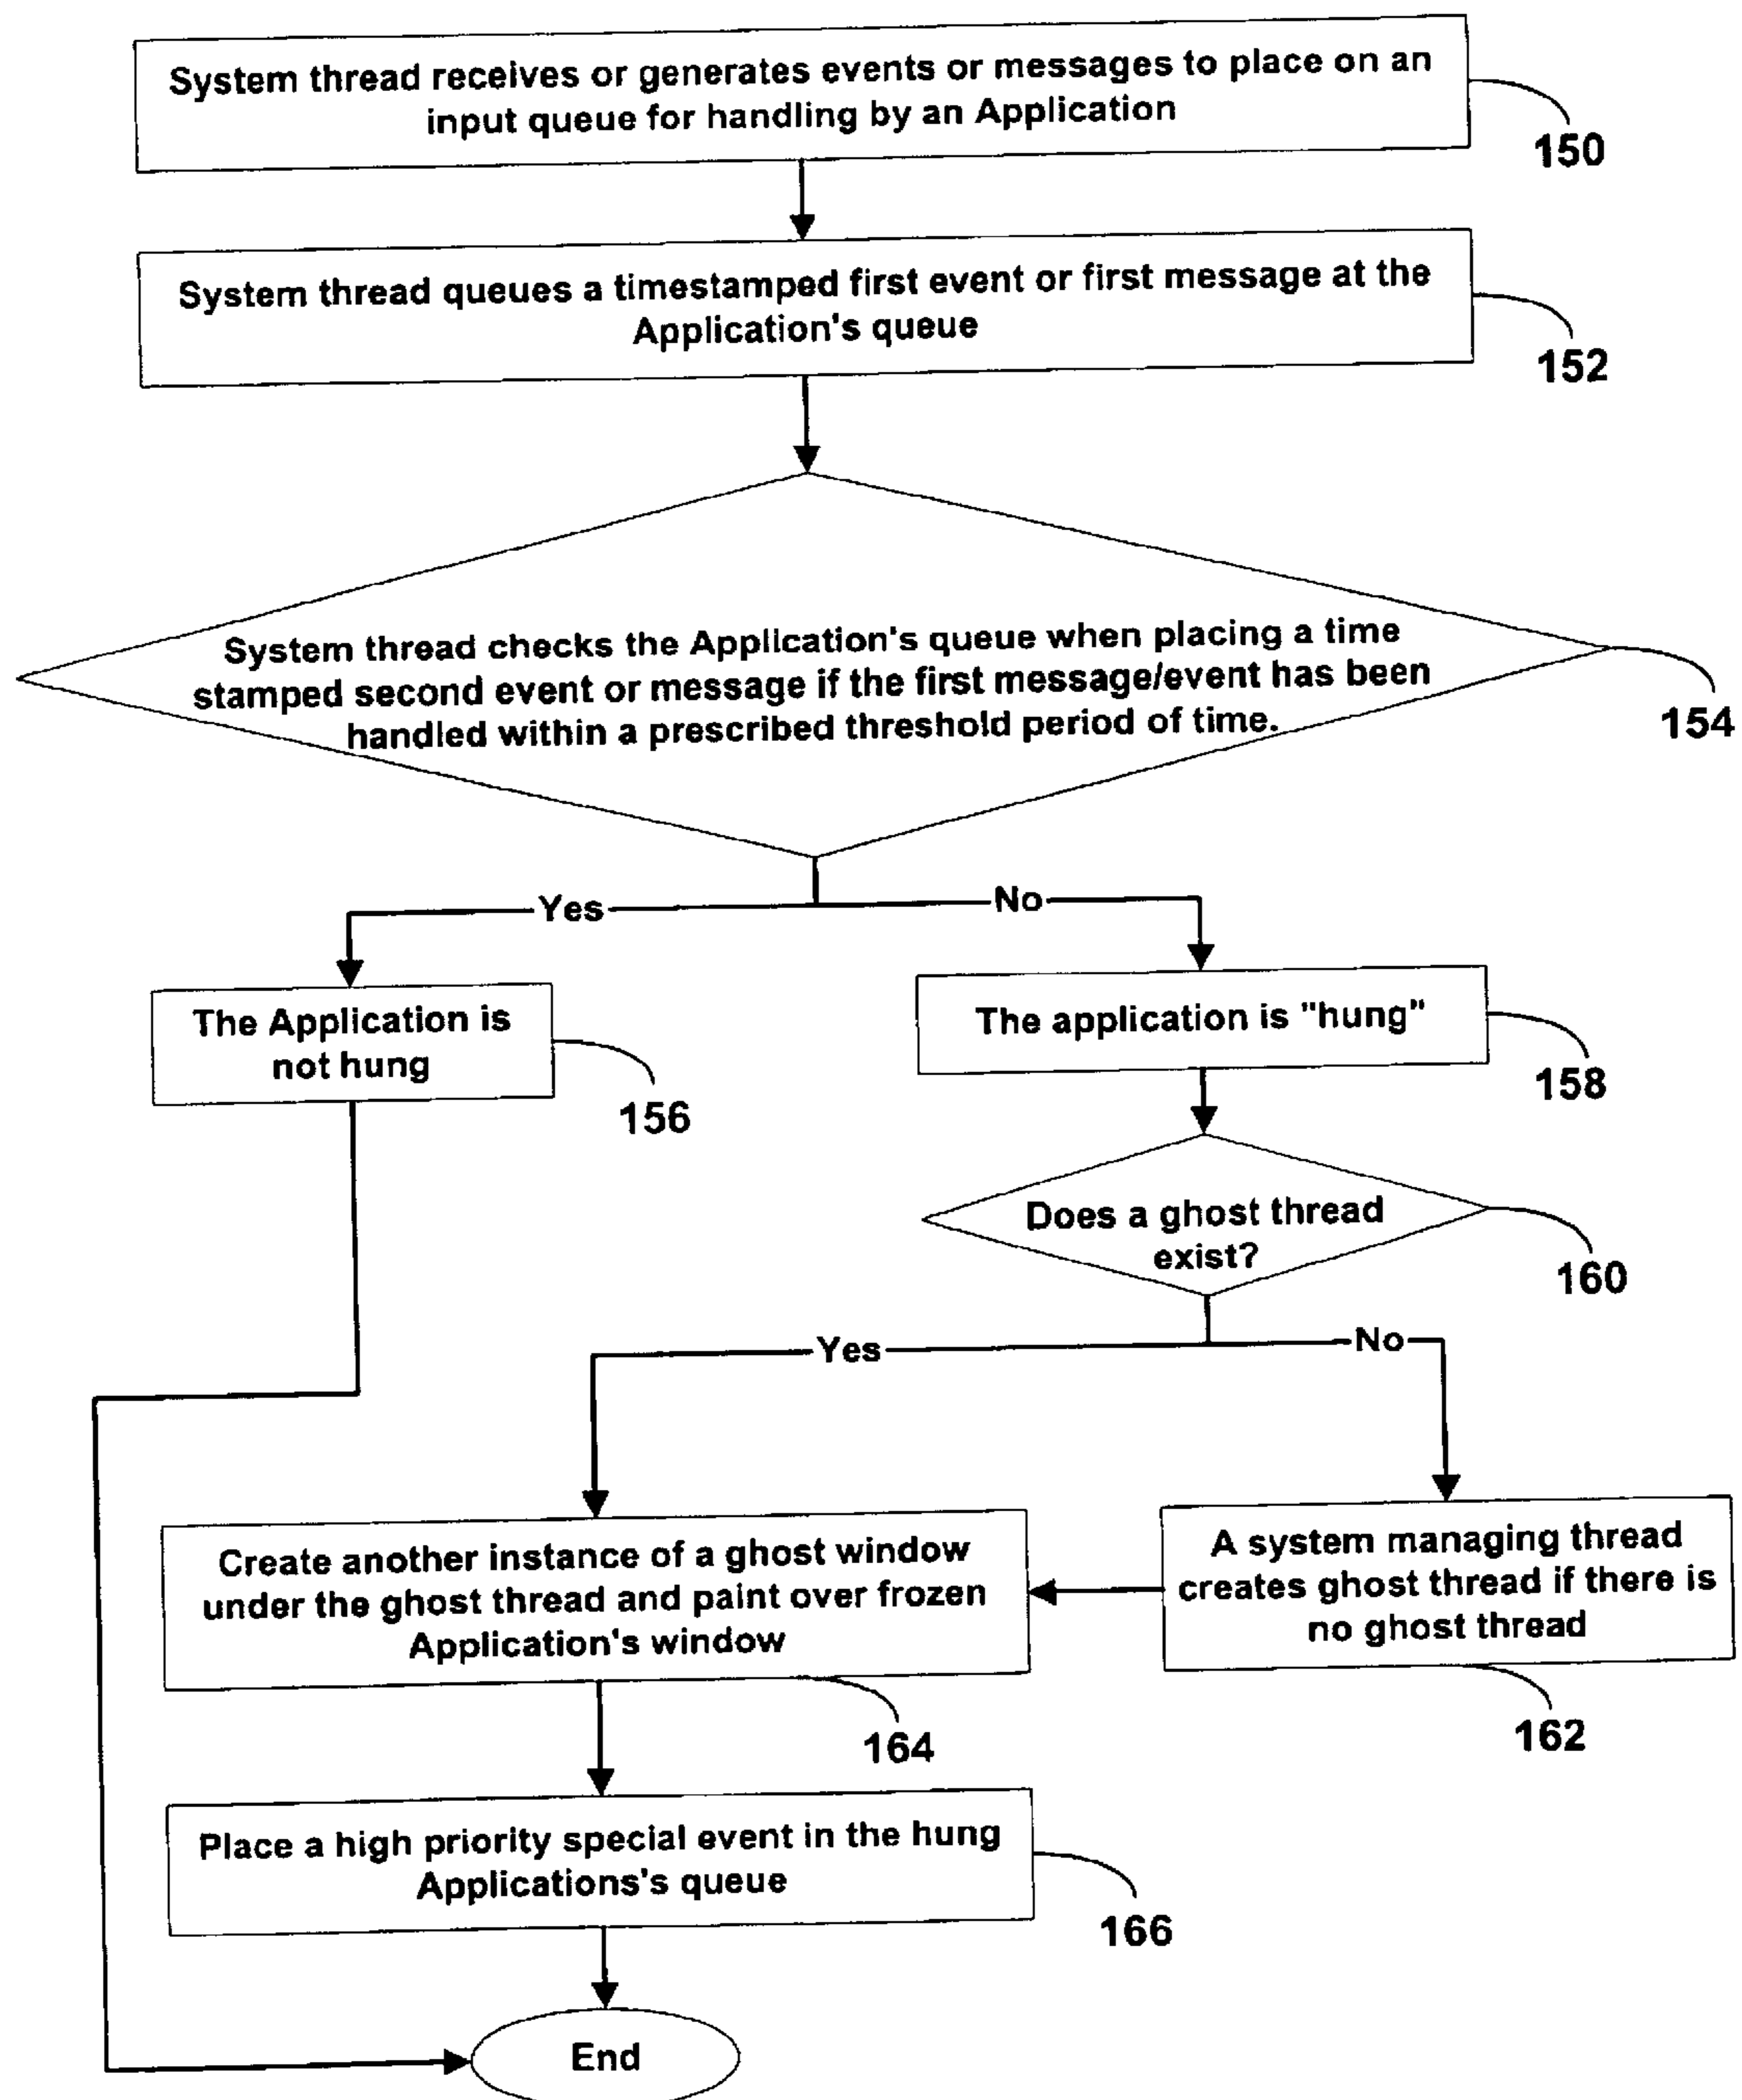 System thread receives or generates events or messages to place on an
input queue for handling by an Application
150
System thread queues a timestamped first event or first message at the
Application's queue
152
System thread checks the Application's queue when placing a time
stamped second event or message if the first message/event has been
handled within a prescribed threshold period of time.
154
Yes
No
The Application is
not hung
156
The application is "hung"
158
Does a ghost thread
exist?
160
Yes
No
Create another instance of a ghost window
under the ghost thread and paint over frozen
Application's window
164
A system managing thread
creates ghost thread if there is
no ghost thread
162
Place a high priority special event in the hung
Applications's queue
166
End